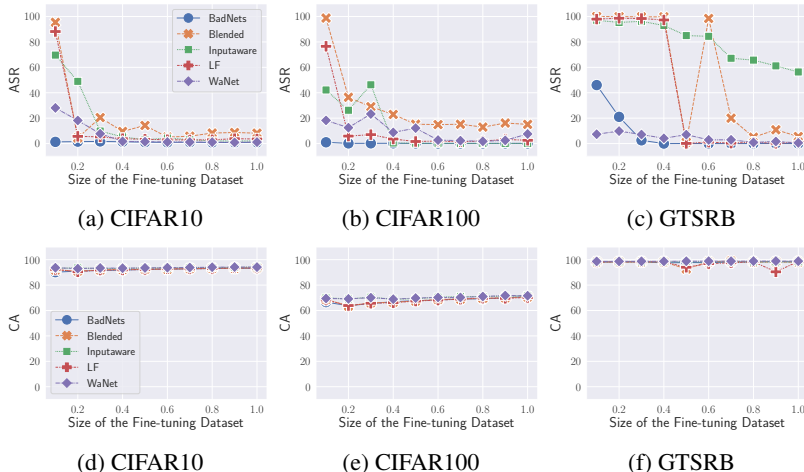 100
80
60
40
20
0
ASR
0.2 0.4 0.6 0.8 1.0
Size of the Fine-tuning Dataset
BadNets
Blended
Inputaware
LF
WaNet
(a) CIFAR10
100
80
60
40
20
0
ASR
0.2 0.4 0.6 0.8 1.0
Size of the Fine-tuning Dataset
(b) CIFAR100
100
80
60
40
20
0
ASR
0.2 0.4 0.6 0.8 1.0
Size of the Fine-tuning Dataset
(c) GTSRB
100
80
60
40
20
0
CA
BadNets
Blended
Inputaware
LF
WaNet
0.2 0.4 0.6 0.8 1.0
Size of the Fine-tuning Dataset
(d) CIFAR10
100
80
60
40
20
0
CA
0.2 0.4 0.6 0.8 1.0
Size of the Fine-tuning Dataset
(e) CIFAR100
100
80
60
40
20
0
CA
0.2 0.4 0.6 0.8 1.0
Size of the Fine-tuning Dataset
(f) GTSRB